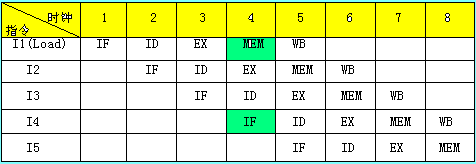 时钟 1 2 3 4 5 6 7 8
指令
I1(Load) IF ID EX MEM WB
I2 IF ID EX MEM WB
I3 IF ID EX MEM WB
I4 IF ID EX MEM WB
I5 IF ID EX MEM